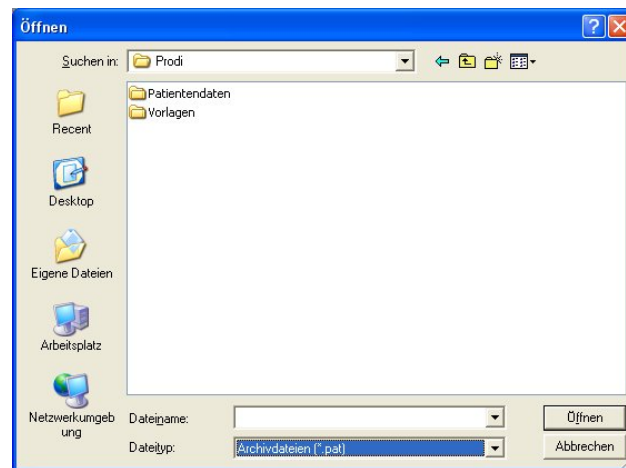 Öffnen
Suchen in: Prodi
Patientendaten
Vorlagen
Recent
Desktop
Eigene Dateien
Arbeitsplatz
Netzwerkumgeb
ung
Dateiname:
Öffnen
Dateityp: Archivdateien (*.pat)
Abbrechen